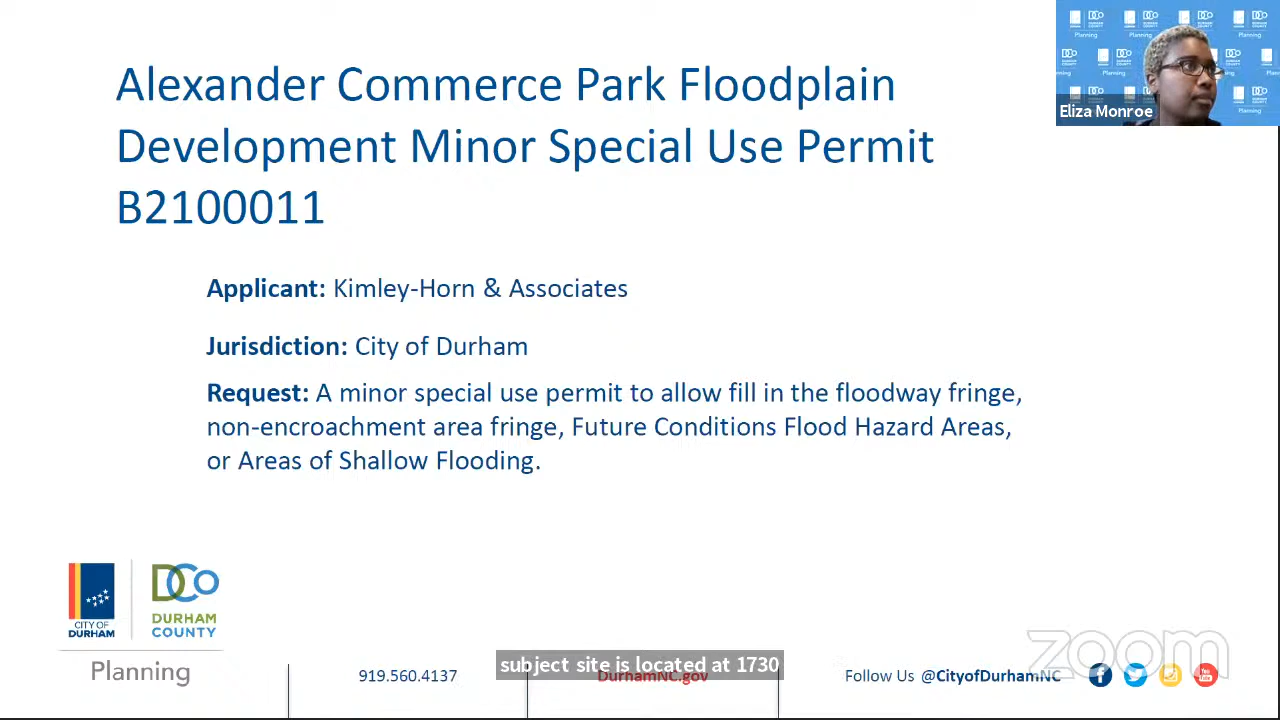 Alexander Commerce Park Floodplain
Development Minor Special Use Permit
B2100011
Eliza Monroe
Applicant: Kimley-Horn & Associates
Jurisdiction: City of Durham
Request: A minor special use permit to allow fill in the floodway fringe,
non-encroachment area fringe, Future Conditions Flood Hazard Areas,
or Areas of Shallow Flooding.
CITY OF
DURHAM
DCO
DURHAM
COUNTY
Planning
919.560.4137
subject site is located at 1730
DurhamNC.gov
Follow Us @CityofDurhamNC
zoom